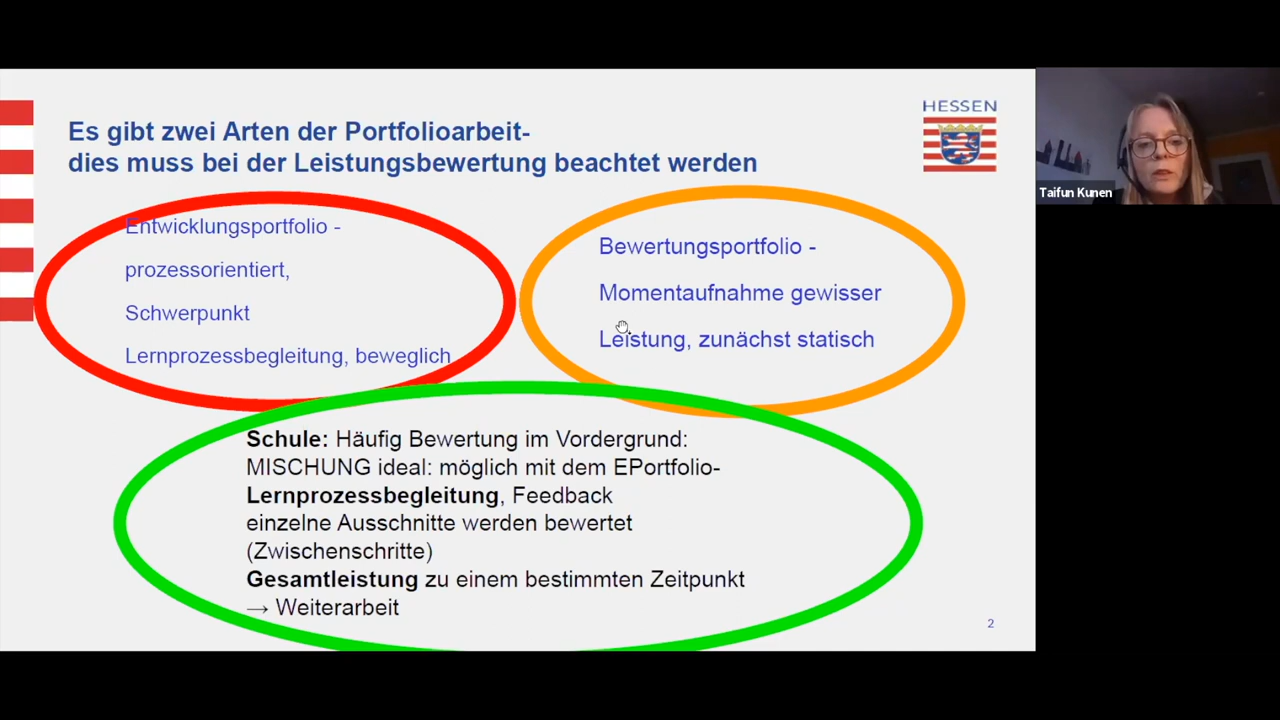 HESSEN
Es gibt zwei Arten der Portfolioarbeit-
dies muss bei der Leistungsbewertung beachtet werden
Entwicklungsportfolio -
prozessorientiert,
Schwerpunkt
Lernprozessbegleitung, beweglich
Bewertungsportfolio -
Momentaufnahme gewisser
Leistung, zunächst statisch
Schule: Häufig Bewertung im Vordergrund:
MISCHUNG ideal: möglich mit dem EPortfolio-
Lernprozessbegleitung, Feedback
einzelne Ausschnitte werden bewertet
(Zwischenschritte)
Gesamtleistung zu einem bestimmten Zeitpunkt
→ Weiterarbeit
2
Taifun Kunen